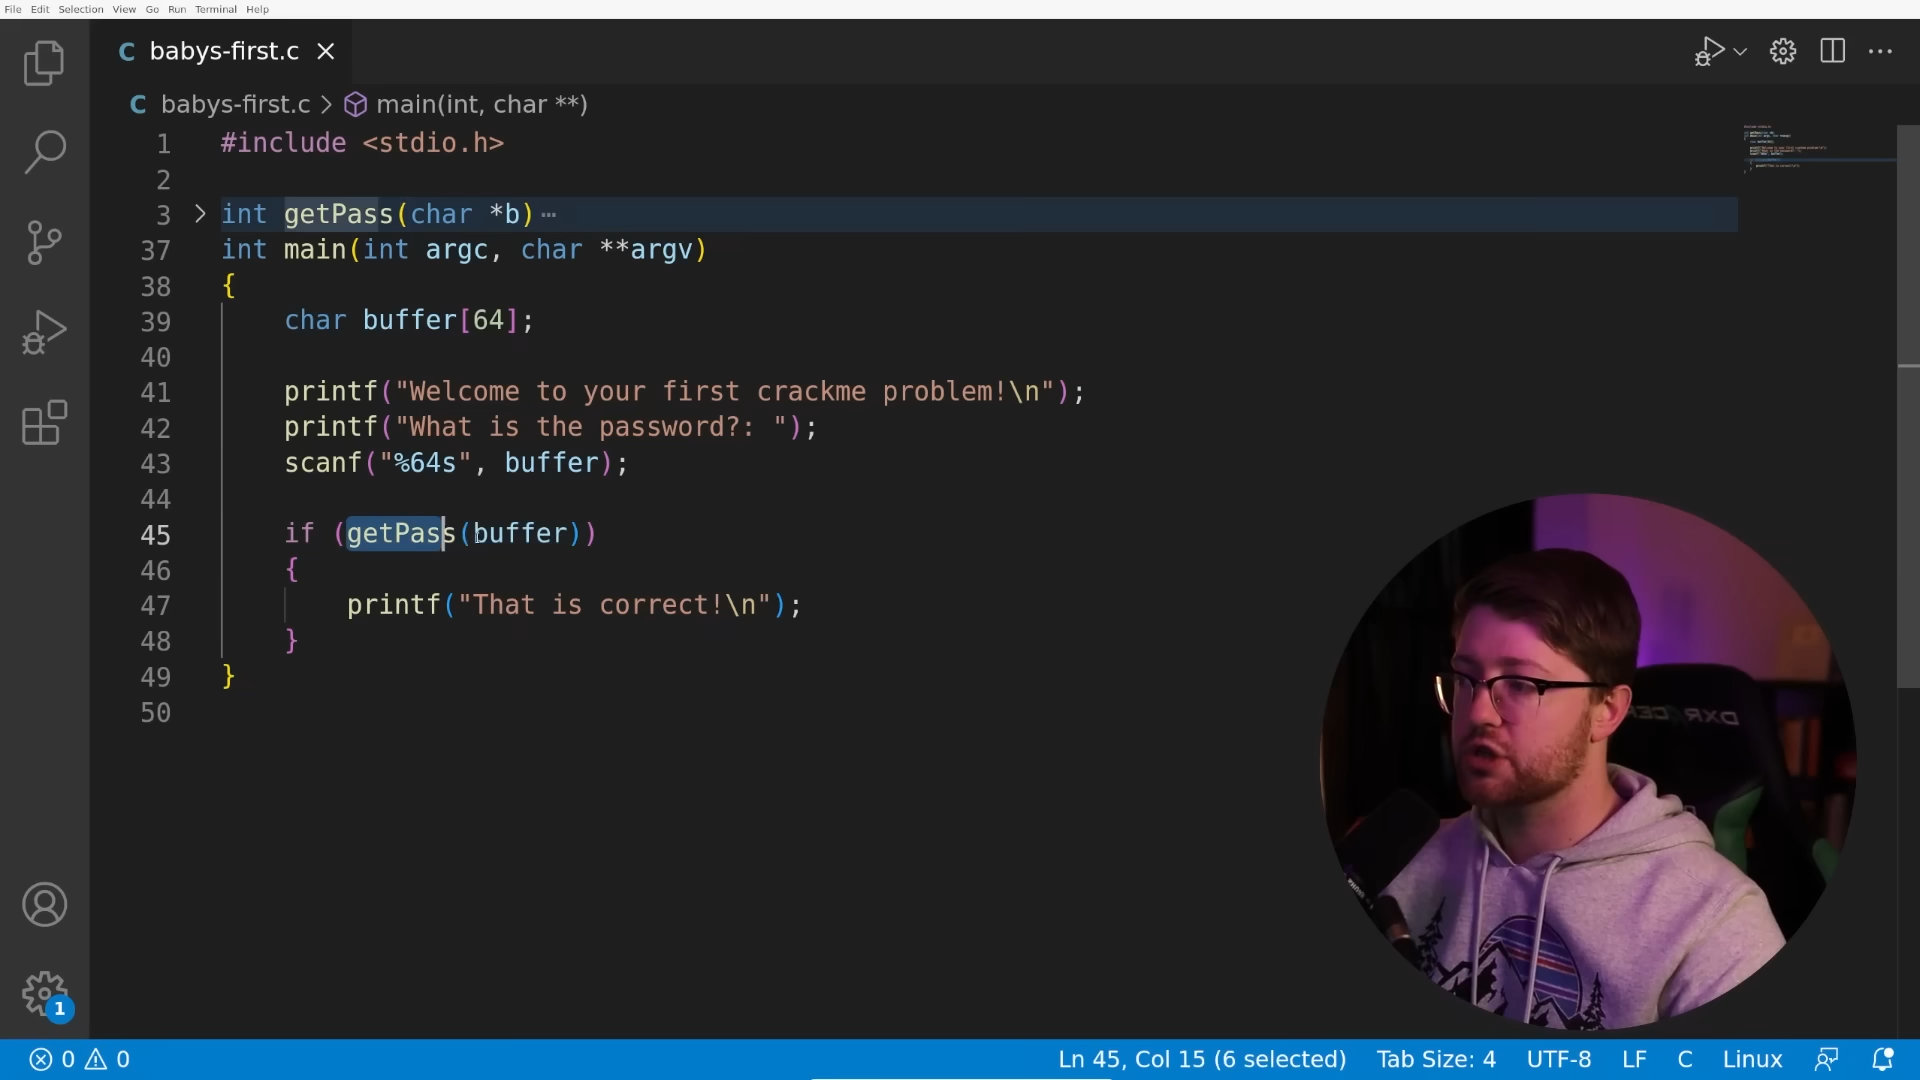 File Edit Selection View Go Run Terminal Help
C babys-first.c
C babys-first.c > main(int, char **)
1 #include <stdio.h>
2
3 int getPass(char *b)
37 int main(int argc, char **argv)
38 {
39 char buffer[64];
40
41 printf("Welcome to your first crackme problem!\n");
42 printf("What is the password?: ");
43 scanf("%64s", buffer);
44
45 if (getPass(buffer))
46 {
47 printf("That is correct!\n");
48 }
49 }
50
DXR
1
0 0 Ln 45, Col 15 (6 selected) Tab Size: 4 UTF-8 LF C Linux